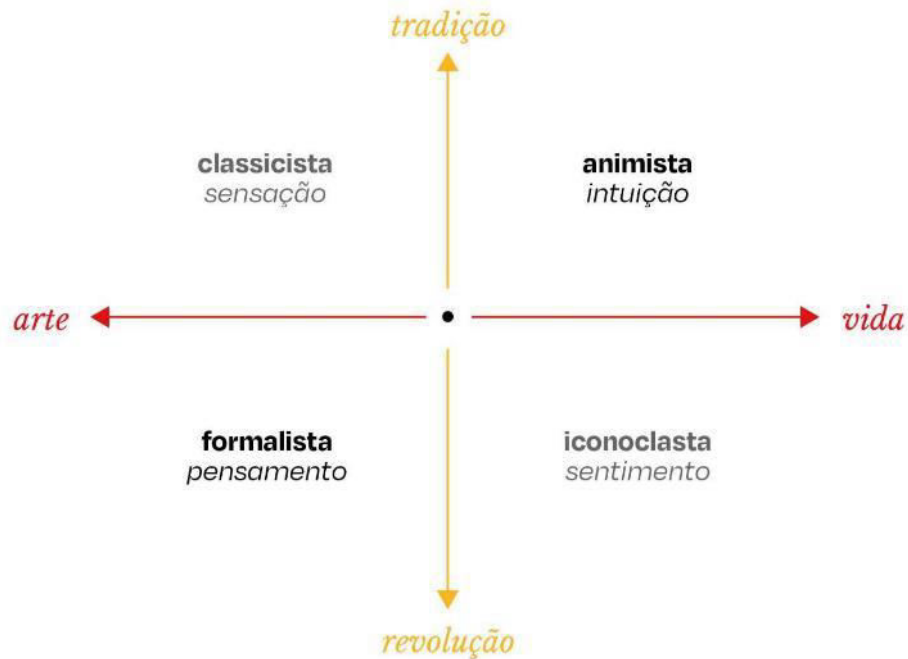 tradição
classicista
sensação
animista
intuição
arte
vida
formalista
pensamento
iconoclasta
sentimento
revolução